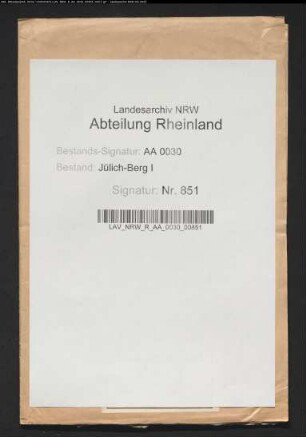 Landesarchiv NRW
Abteilung Rheinland
Bestands-Signatur: AA 0030
Bestand: Jülich-Berg I
Signatur: Nr. 851
LAV_NRW_R_AA_0030_00851